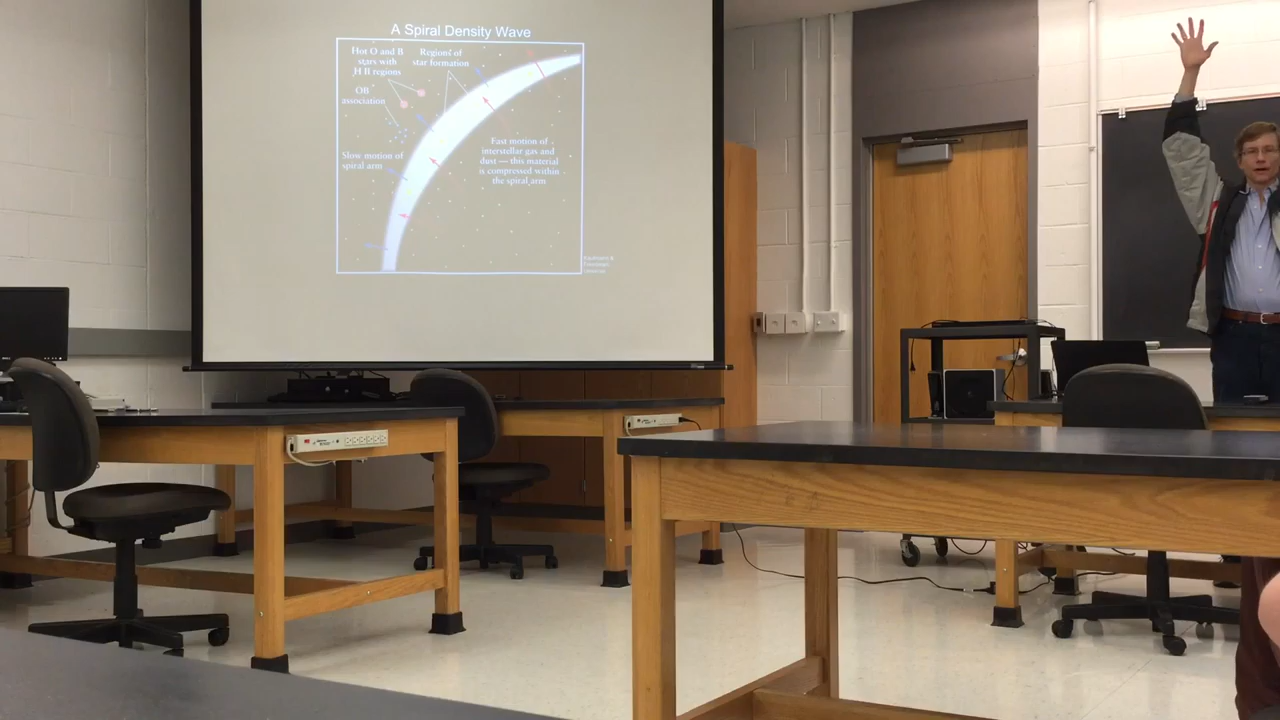 A Spiral Density Wave
Hot O and B
stars with
H II regions
Regions of
star formation
OB
association
Slow motion of
spiral arm
Fast motion of
interstellar gas and
dust — this material
is compressed within
the spiral arm